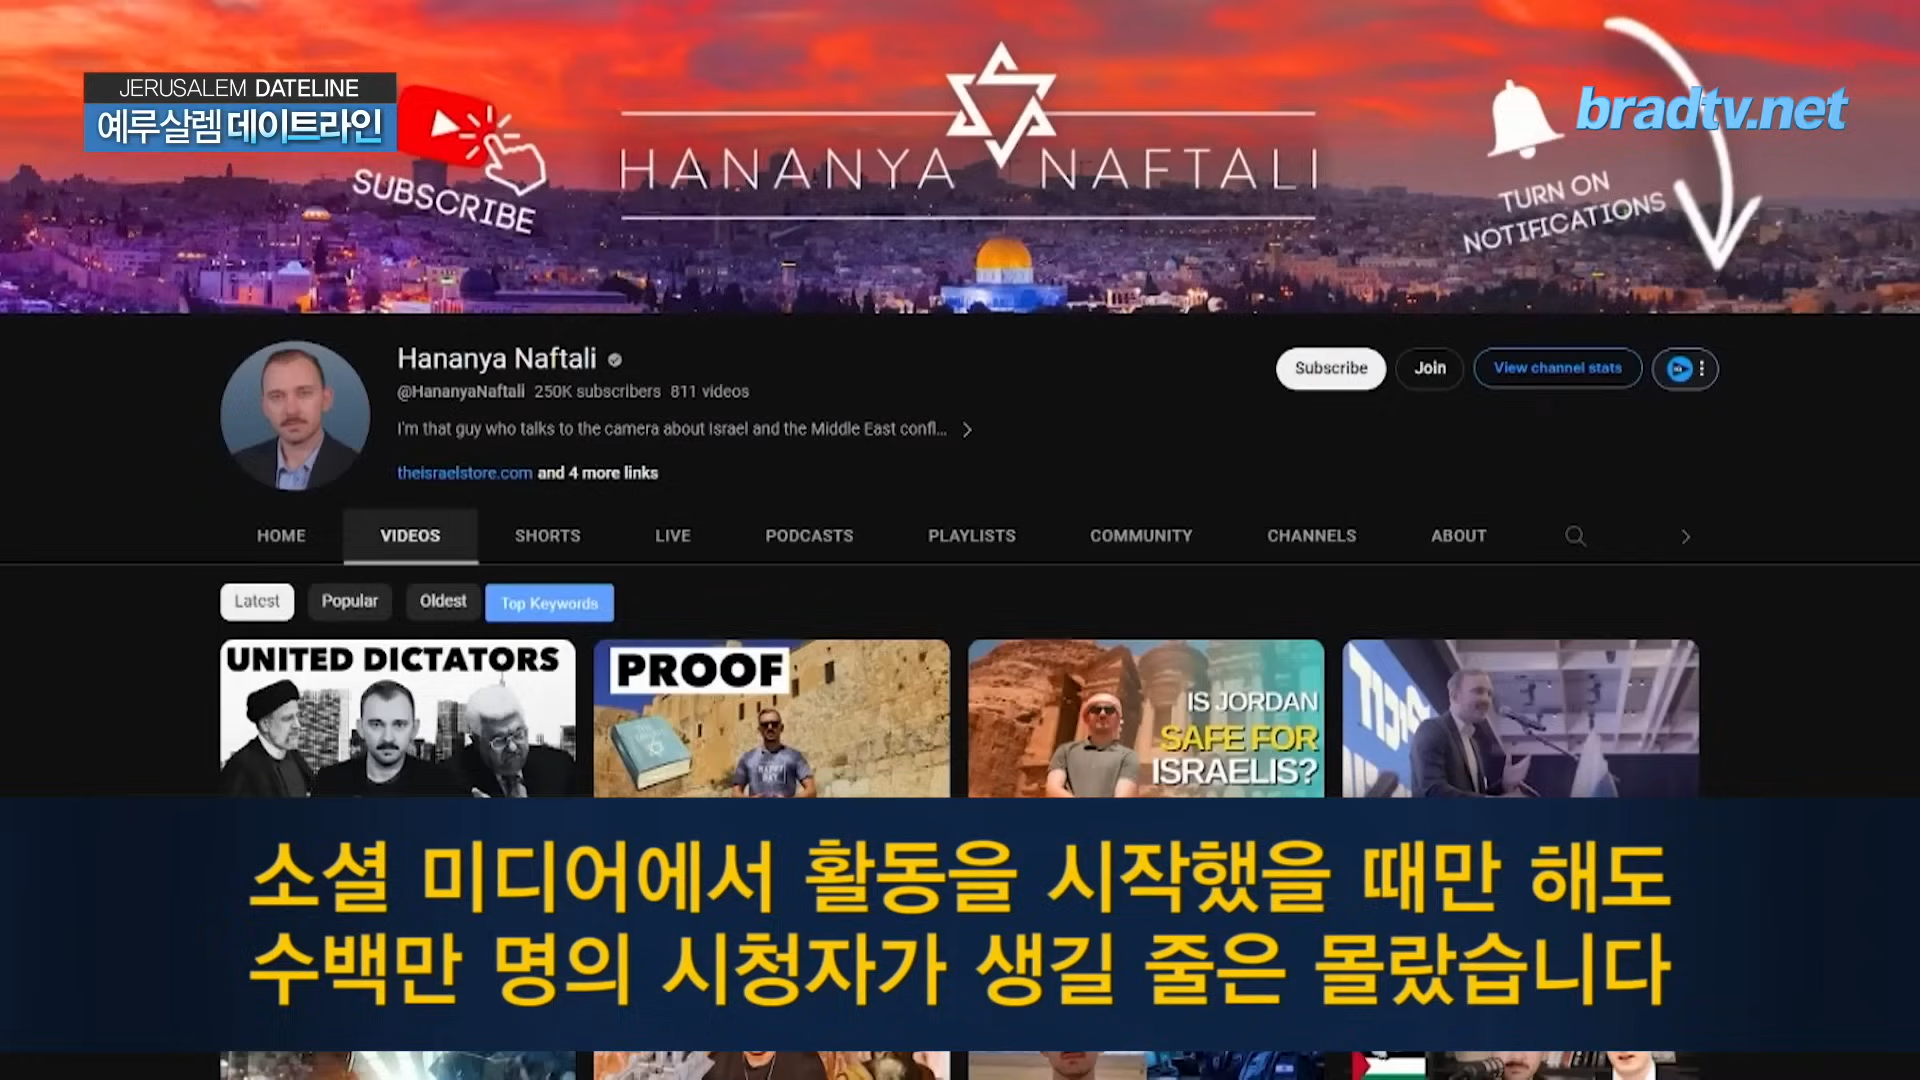 JERUSALEM DATELINE
예루살렘 데이트라인
SUBSCRIBE
HANANYA NAFTALI
TURN ON
NOTIFICATIONS
bradtv.net
Hananya Naftali
@HananyaNaftali 250K subscribers 811 videos
I'm that guy who talks to the camera about Israel and the Middle East confl...
theisraelstore.com and 4 more links
Subscribe
Join
View channel stats
HOME VIDEOS SHORTS LIVE PODCASTS PLAYLISTS COMMUNITY CHANNELS ABOUT
Latest Popular Oldest Top Keywords
UNITED DICTATORS
PROOF
IS JORDAN
SAFE FOR
ISRAELIS?
소셜 미디어에서 활동을 시작했을 때만 해도
수백만 명의 시청자가 생길 줄은 몰랐습니다